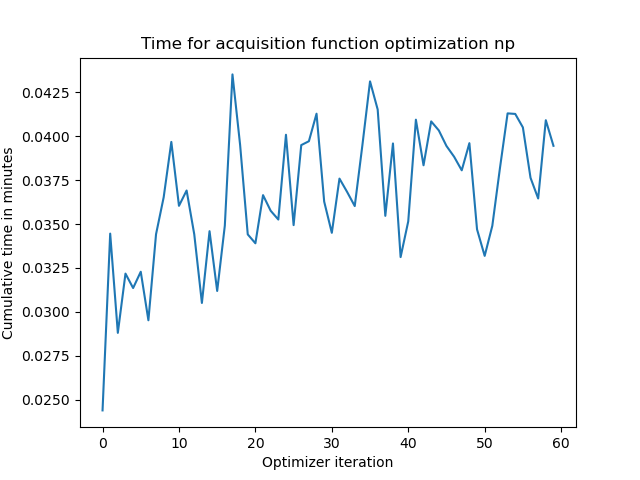 Time for acquisition function optimization np
Cumulative time in minutes
0.0425
0.0400
0.0375
0.0350
0.0325
0.0300
0.0275
0.0250
0 10 20 30 40 50 60
Optimizer iteration